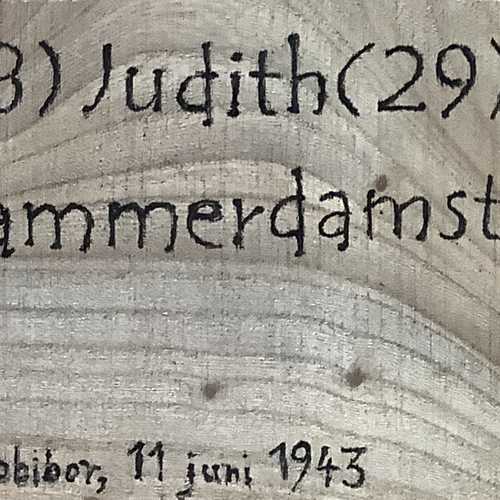 3) Judith (29)
ammerdamst
obibor, 11 juni 1943